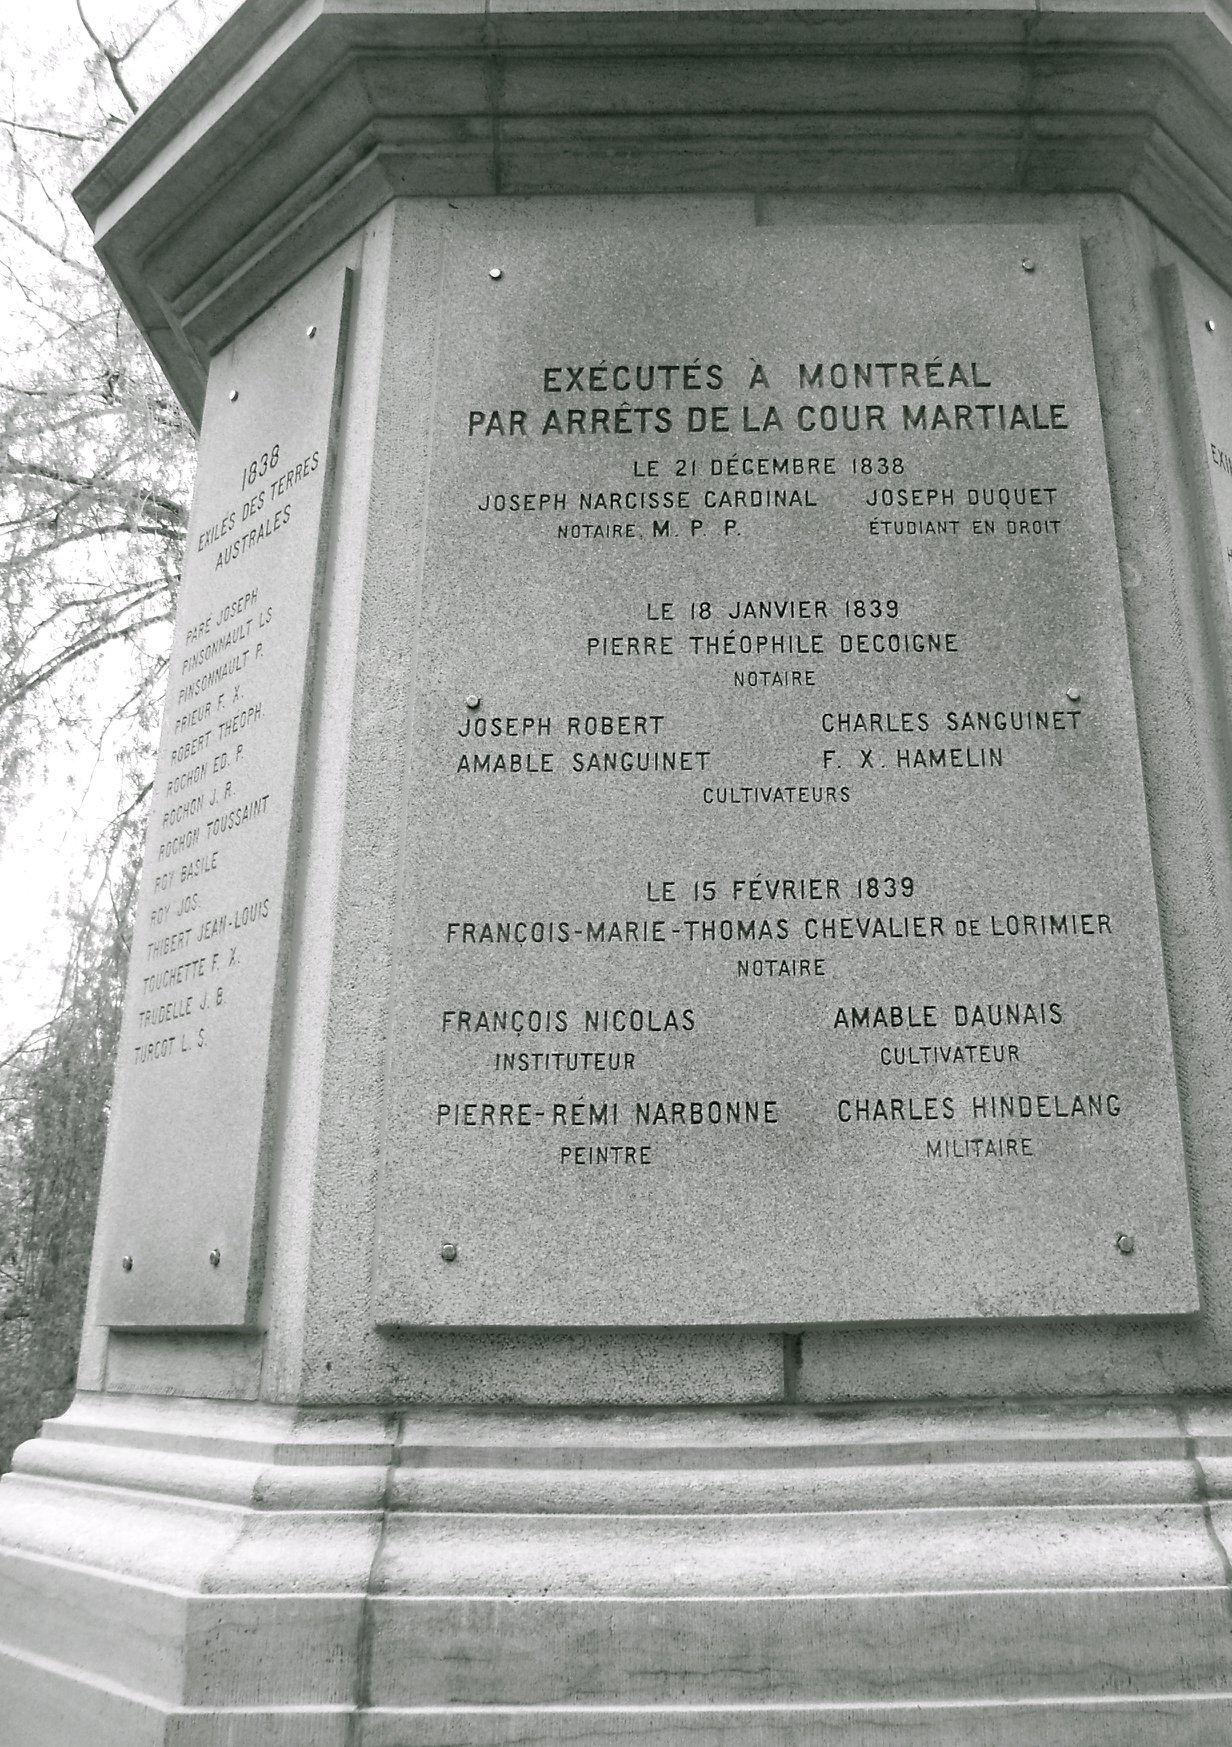 1838
EXILÉS DES TERRES
AUSTRALES
PARÉ JOSEPH
PINSONNAULT LS
PINSONNAULT P.
PRIEUR F. X.
ROBERT THÉOPH.
ROCHON ED. P.
ROCHON J. R.
ROCHON TOUSSAINT
ROY BASILE
ROY JOS
THIBERT JEAN-LOUIS
TOUCHETTE F. X.
TRUDELLE J. B.
TURCOT L. S.
EXÉCUTÉS À MONTRÉAL
PAR ARRÊTS DE LA COUR MARTIALE
LE 21 DÉCEMBRE 1838
JOSEPH NARCISSE CARDINAL JOSEPH DUQUET
NOTAIRE, M. P. P. ÉTUDIANT EN DROIT
LE 18 JANVIER 1839
PIERRE THÉOPHILE DECOIGNE
NOTAIRE
JOSEPH ROBERT CHARLES SANGUINET
AMABLE SANGUINET F. X. HAMELIN
CULTIVATEURS
LE 15 FÉVRIER 1839
FRANÇOIS-MARIE-THOMAS CHEVALIER DE LORIMIER
NOTAIRE
FRANÇOIS NICOLAS AMABLE DAUNAIS
INSTITUTEUR CULTIVATEUR
PIERRE-RÉMI NARBONNE CHARLES HINDELANG
PEINTRE MILITAIRE